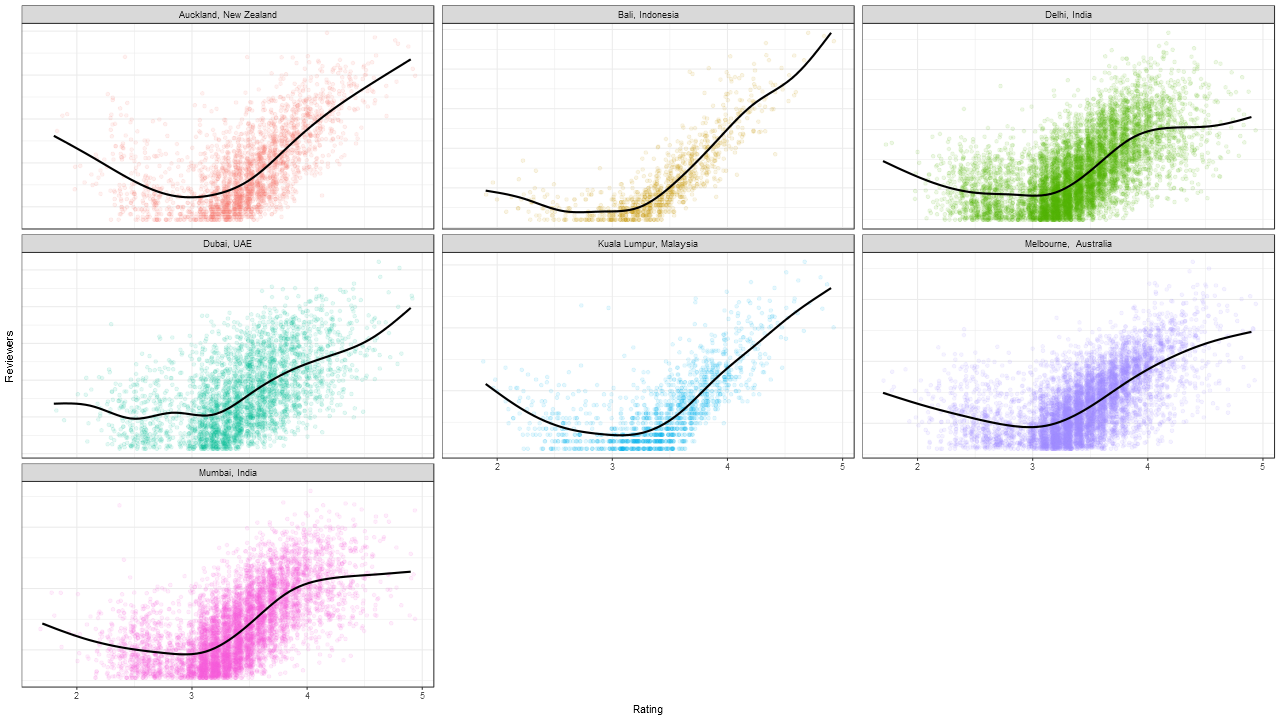 Auckland, New Zealand
Bali, Indonesia
Delhi, India
Dubai, UAE
Kuala Lumpur, Malaysia
Melbourne,  Australia
2 3 4 5
2 3 4 5
Mumbai, India
2 3 4 5
Reviewers
Rating